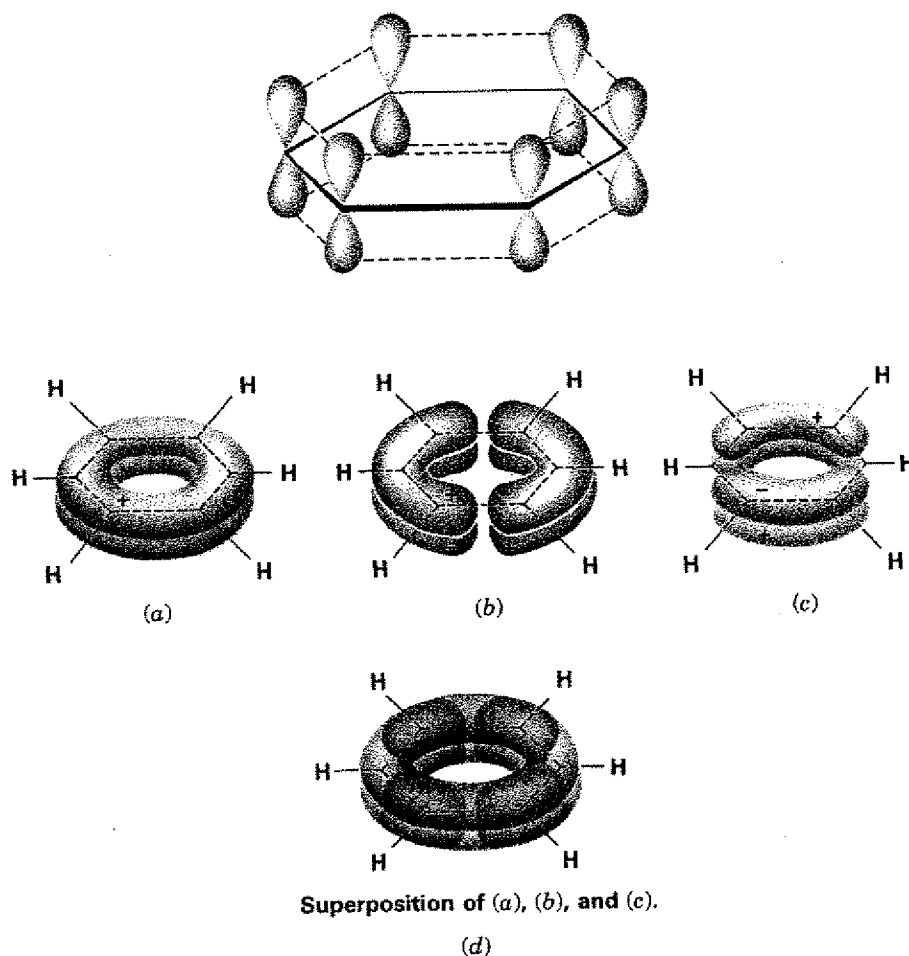 H H H H H H
H H H H H H
+ + -
H H H H H H
+
(a) (b) (c)
H H
H H
H H
Superposition of (a), (b), and (c).
(d)